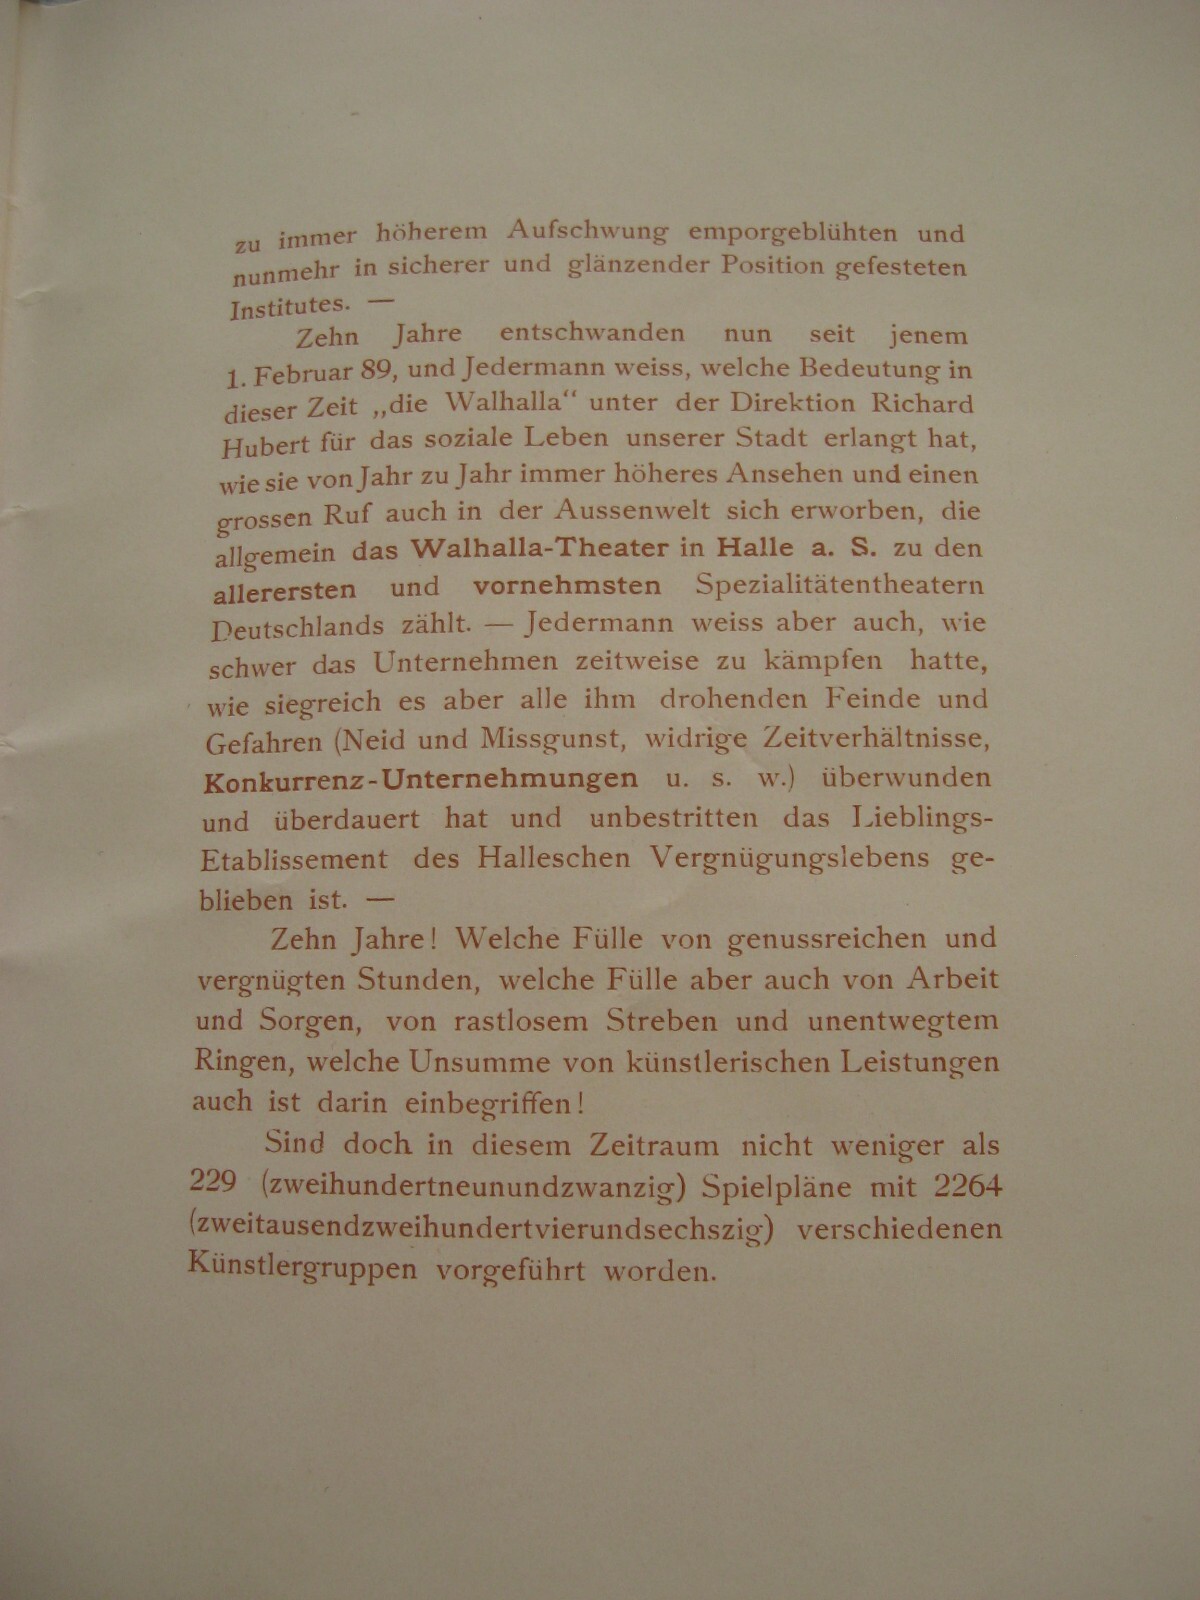 zu immer höherem Aufschwung emporgeblühten und
nunmehr in sicherer und glänzender Position gefesteten
Institutes. —
Zehn Jahre entschwanden nun seit jenem
1. Februar 89, und Jedermann weiss, welche Bedeutung in
dieser Zeit „die Walhalla“ unter der Direktion Richard
Hubert für das soziale Leben unserer Stadt erlangt hat,
wie sie von Jahr zu Jahr immer höheres Ansehen und einen
grossen Ruf auch in der Aussenwelt sich erworben, die
allgemein das Walhalla-Theater in Halle a. S. zu den
allerersten und vornehmsten Spezialitätentheatern
Deutschlands zählt. — Jedermann weiss aber auch, wie
schwer das Unternehmen zeitweise zu kämpfen hatte,
wie siegreich es aber alle ihm drohenden Feinde und
Gefahren (Neid und Missgunst, widrige Zeitverhältnisse,
Konkurrenz-Unternehmungen u. s. w.) überwunden
und überdauert hat und unbestritten das Lieblings-
Etablissement des Halleschen Vergnügungslebens ge-
blieben ist. —
Zehn Jahre! Welche Fülle von genussreichen und
vergnügten Stunden, welche Fülle aber auch von Arbeit
und Sorgen, von rastlosem Streben und unentwegtem
Ringen, welche Unsumme von künstlerischen Leistungen
auch ist darin einbegriffen!
Sind doch in diesem Zeitraum nicht weniger als
229 (zweihundertneunundzwanzig) Spielpläne mit 2264
(zweitausendzweihundertvierundsechszig) verschiedenen
Künstlergruppen vorgeführt worden.